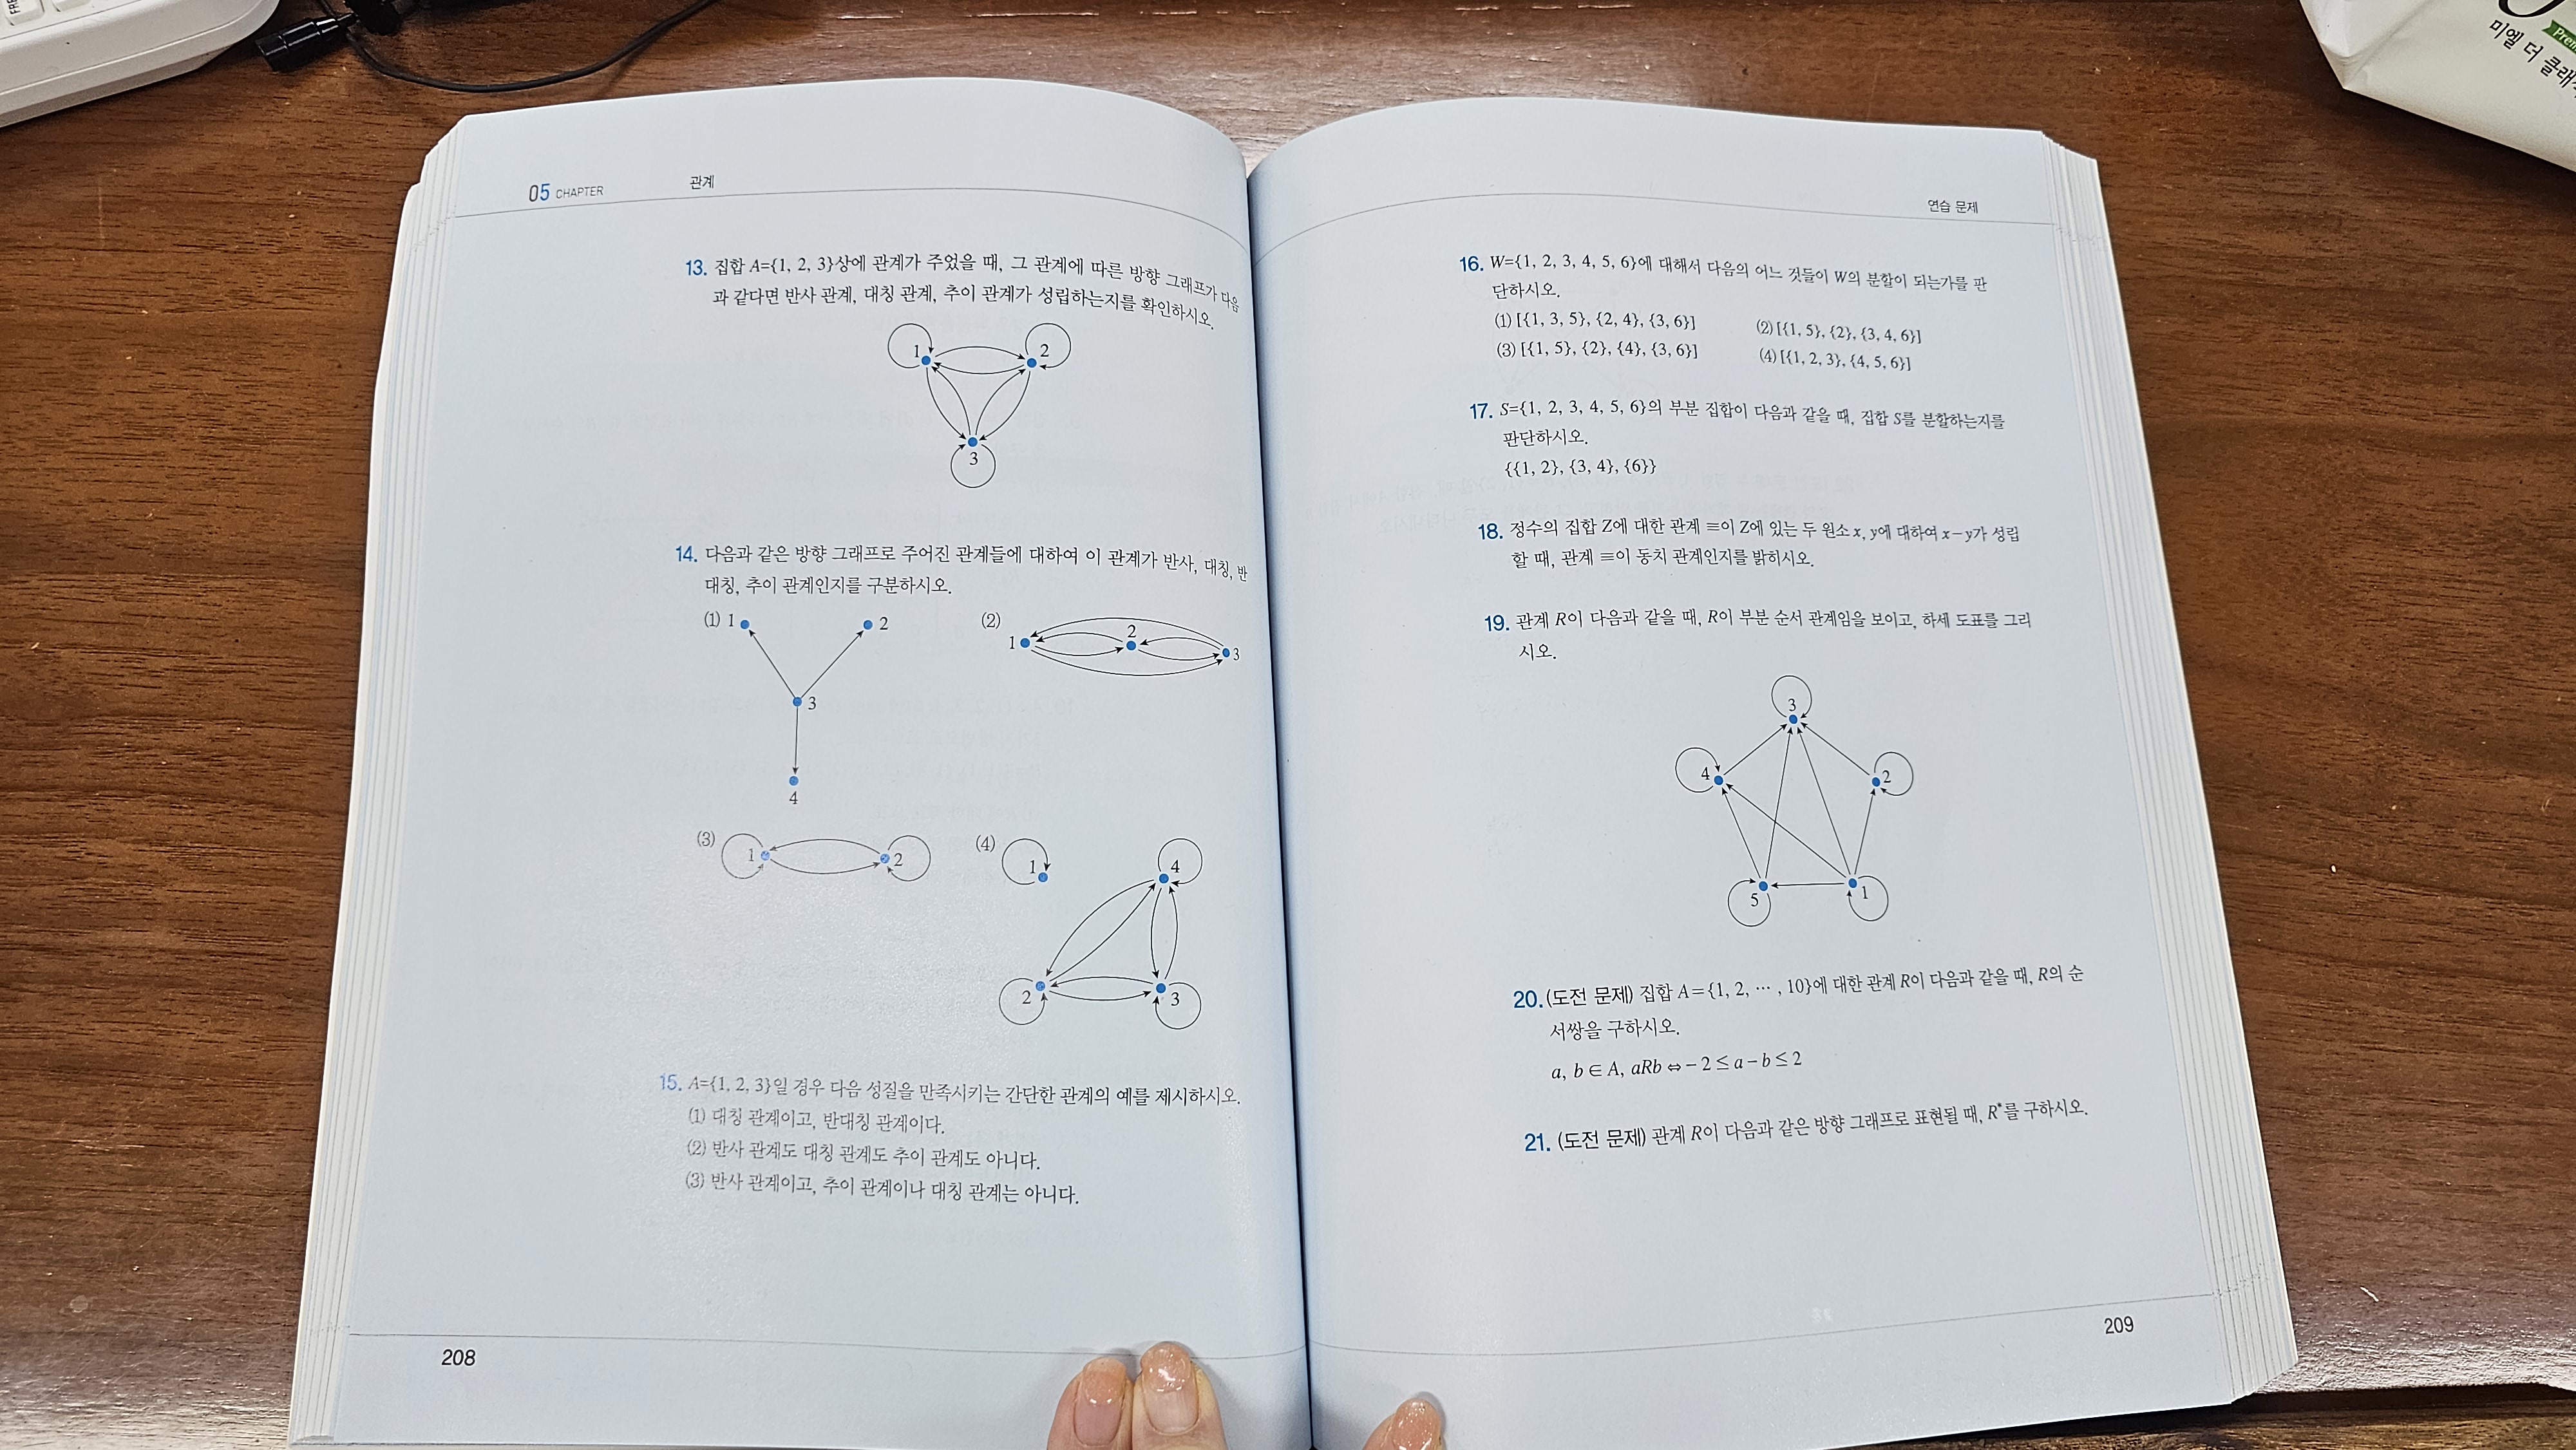 05 CHAPTER 관계
13. 집합 A={1, 2, 3}상에 관계가 주었을 때, 그 관계에 따른 방향 그래프가 다음
과 같다면 반사 관계, 대칭 관계, 추이 관계가 성립하는지를 확인하시오.
1 2
3
14. 다음과 같은 방향 그래프로 주어진 관계들에 대하여 이 관계가 반사, 대칭, 반
대칭, 추이 관계인지를 구분하시오.
(1) 1 2
3
4
(2) 1 2 3
(3) 1 2
(4) 1 4
2 3
15. A={1, 2, 3}일 경우 다음 성질을 만족시키는 간단한 관계의 예를 제시하시오.
(1) 대칭 관계이고, 반대칭 관계이다.
(2) 반사 관계도 대칭 관계도 추이 관계도 아니다.
(3) 반사 관계이고, 추이 관계이나 대칭 관계는 아니다.
208
연습 문제
16. W={1, 2, 3, 4, 5, 6}에 대해서 다음의 어느 것들이 W의 분할이 되는가를 판
단하시오.
(1) [{1, 3, 5}, {2, 4}, {3, 6}] (2) [{1, 5}, {2}, {3, 4, 6}]
(3) [{1, 5}, {2}, {4}, {3, 6}] (4) [{1, 2, 3}, {4, 5, 6}]
17. S={1, 2, 3, 4, 5, 6}의 부분 집합이 다음과 같을 때, 집합 S를 분할하는지를
판단하시오.
{{1, 2}, {3, 4}, {6}}
18. 정수의 집합 Z에 대한 관계 ≡이 Z에 있는 두 원소 x, y에 대하여 x−y가 성립
할 때, 관계 ≡이 동치 관계인지를 밝히시오.
19. 관계 R이 다음과 같을 때, R이 부분 순서 관계임을 보이고, 하세 도표를 그리
시오.
3
4 2
5 1
20. (도전 문제) 집합 A={1, 2, ⋯ , 10}에 대한 관계 R이 다음과 같을 때, R의 순
서쌍을 구하시오.
a, b∈A, aRb⇔−2≤a−b≤2
21. (도전 문제) 관계 R이 다음과 같은 방향 그래프로 표현될 때, R*를 구하시오.
209
미엘 더